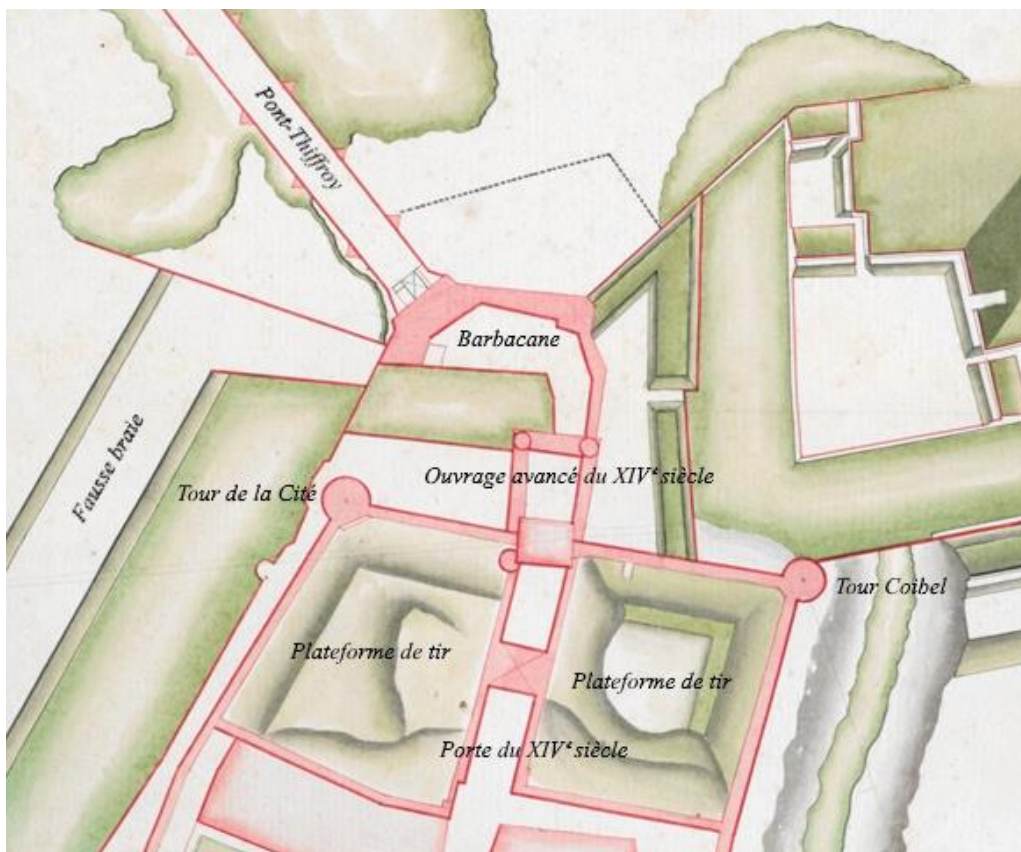 Pont-Thiffroy
Barbacane
Fausse braie
Ouvrage avancé du XIVᵉ siècle
Tour de la Cité
Tour Coibel
Plateforme de tir
Plateforme de tir
Porte du XIVᵉ siècle